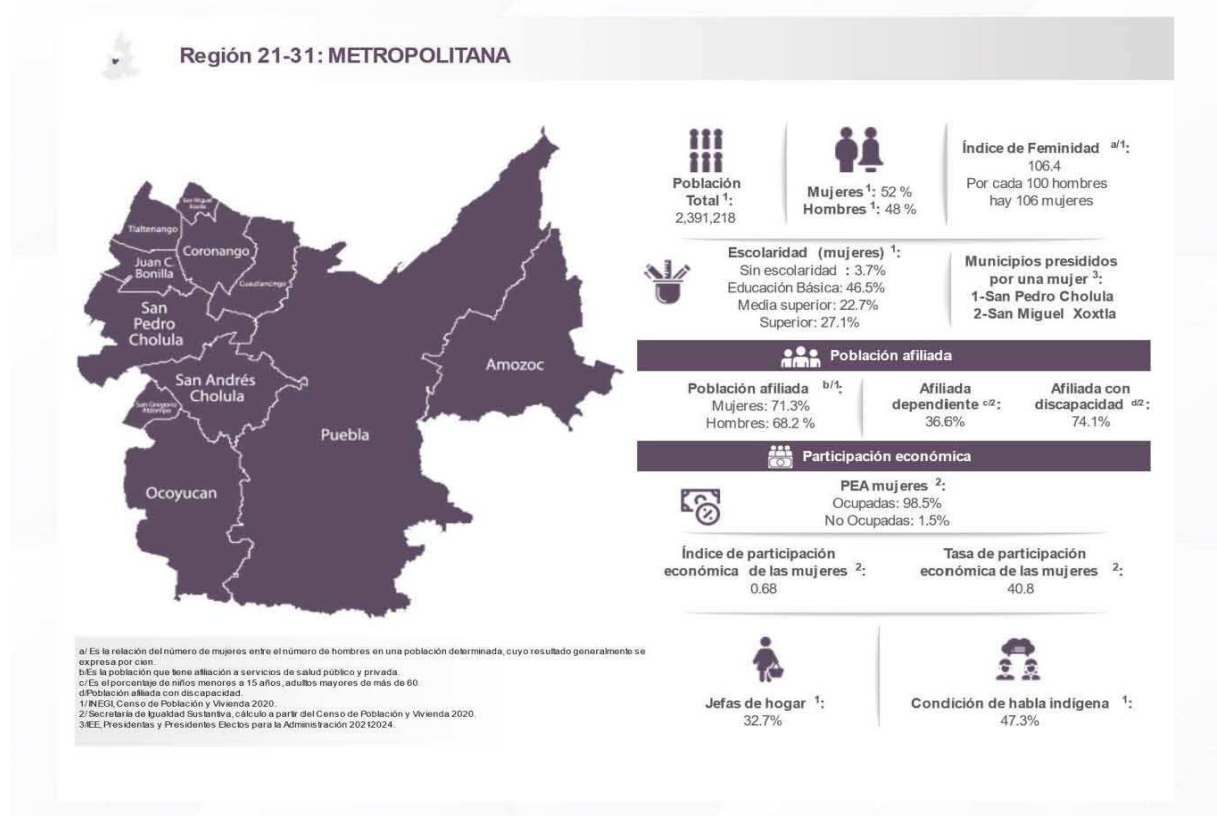 Región 21-31: METROPOLITANA
San Miguel Xoxtla
Tlaltenango
Coronango
Juan C. Bonilla
Cuautlancingo
San Pedro Cholula
San Andrés Cholula
San Gregorio Atzompa
Puebla
Amozoc
Ocoyucan
Población
Total 1:
2,391,218
Mujeres 1: 52 %
Hombres 1: 48 %
Índice de Feminidad a/1:
106.4
Por cada 100 hombres
hay 106 mujeres
Escolaridad (mujeres) 1:
Sin escolaridad : 3.7%
Educación Básica: 46.5%
Media superior: 22.7%
Superior: 27.1%
Municipios presididos
por una mujer 3:
1-San Pedro Cholula
2-San Miguel Xoxtla
Población afiliada
Población afiliada b/1:
Mujeres: 71.3%
Hombres: 68.2 %
Afiliada
dependiente c/2:
36.6%
Afiliada con
discapacidad d/2:
74.1%
Participación económica
PEA mujeres 2:
Ocupadas: 98.5%
No Ocupadas: 1.5%
Índice de participación
económica de las mujeres 2:
0.68
Tasa de participación
económica de las mujeres 2:
40.8
Jefas de hogar 1:
32.7%
Condición de habla indígena 1:
47.3%
a/ Es la relación del número de mujeres entre el número de hombres en una población determinada, cuyo resultado generalmente se
expresa por cien.
b/Es la población que tiene afiliación a servicios de salud público y privada.
c/ Es el porcentaje de niños menores a 15 años, adultos mayores de más de 60.
d/Población afiliada con discapacidad.
1/ INEGI, Censo de Población y Vivienda 2020.
2/ Secretaría de Igualdad Sustantiva, cálculo a partir del Censo de Población y Vivienda 2020.
3/IEE, Presidentas y Presidentes Electos para la Administración 20212024.